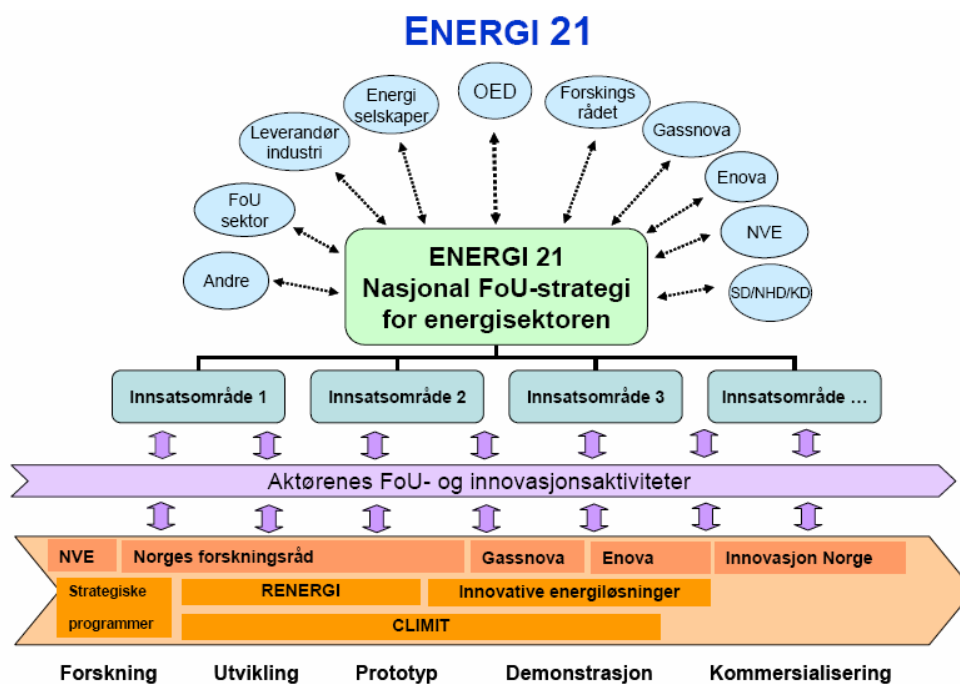 ENERGI 21
OED
Energi
selskaper
Forskings
rådet
Leverandør
industri
Gassnova
Enova
FoU
sektor
NVE
Andre
SD/NHD/KD
ENERGI 21
Nasjonal FoU-strategi
for energisektoren
Innsatsområde 1
Innsatsområde 2
Innsatsområde 3
Innsatsområde ...
Aktørenes FoU- og innovasjonsaktiviteter
NVE
Norges forskningsråd
Gassnova
Enova
Innovasjon Norge
Strategiske
programmer
RENERGI
Innovative energiløsninger
CLIMIT
Forskning
Utvikling
Prototyp
Demonstrasjon
Kommersialisering